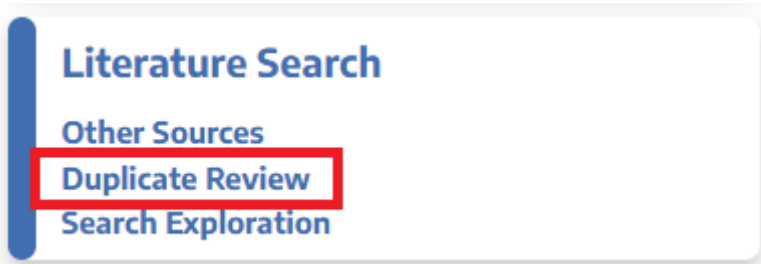 Literature Search
Other Sources
Duplicate Review
Search Exploration